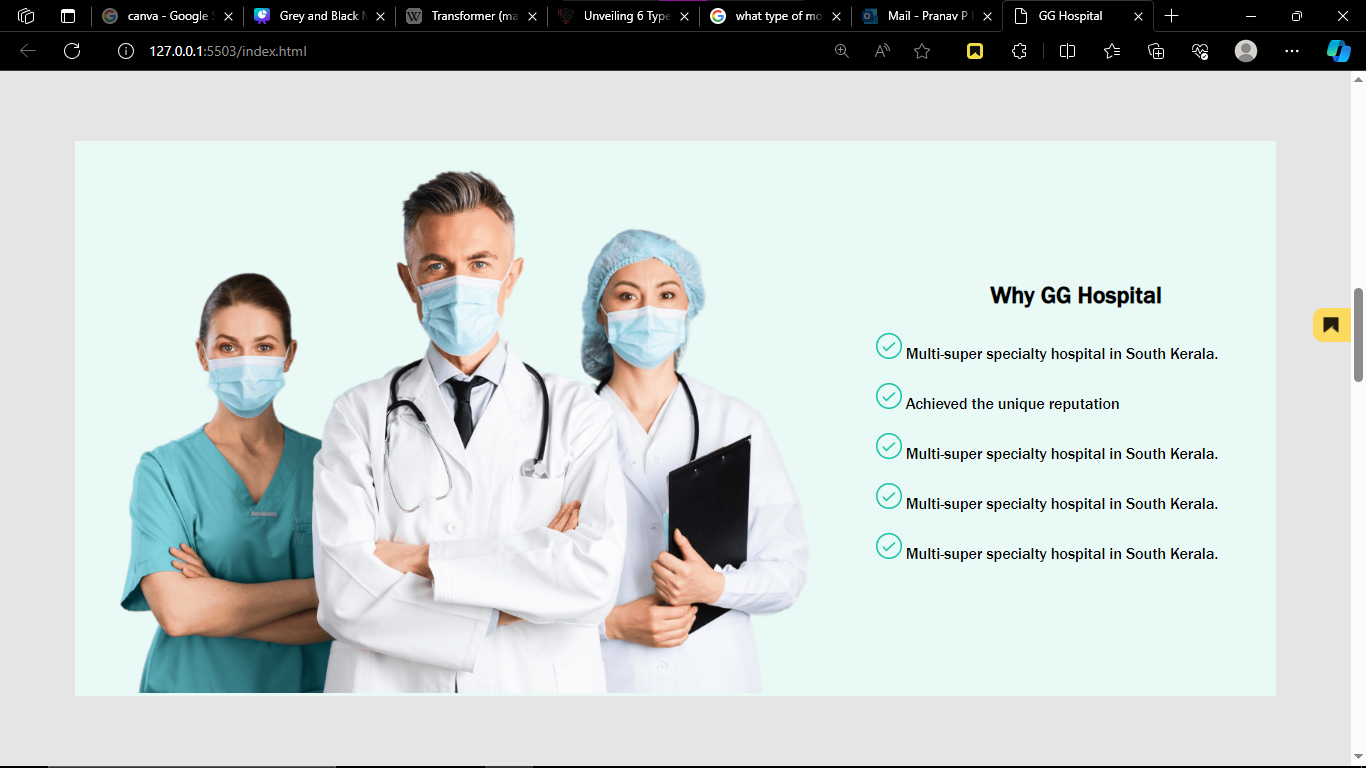 canva - Google
Grey and Black
Transformer (ma
Unveiling 6 Type
what type of mo
Mail - Pranav P
GG Hospital
127.0.0.1:5503/index.html
Why GG Hospital
Multi-super specialty hospital in South Kerala.
Achieved the unique reputation
Multi-super specialty hospital in South Kerala.
Multi-super specialty hospital in South Kerala.
Multi-super specialty hospital in South Kerala.